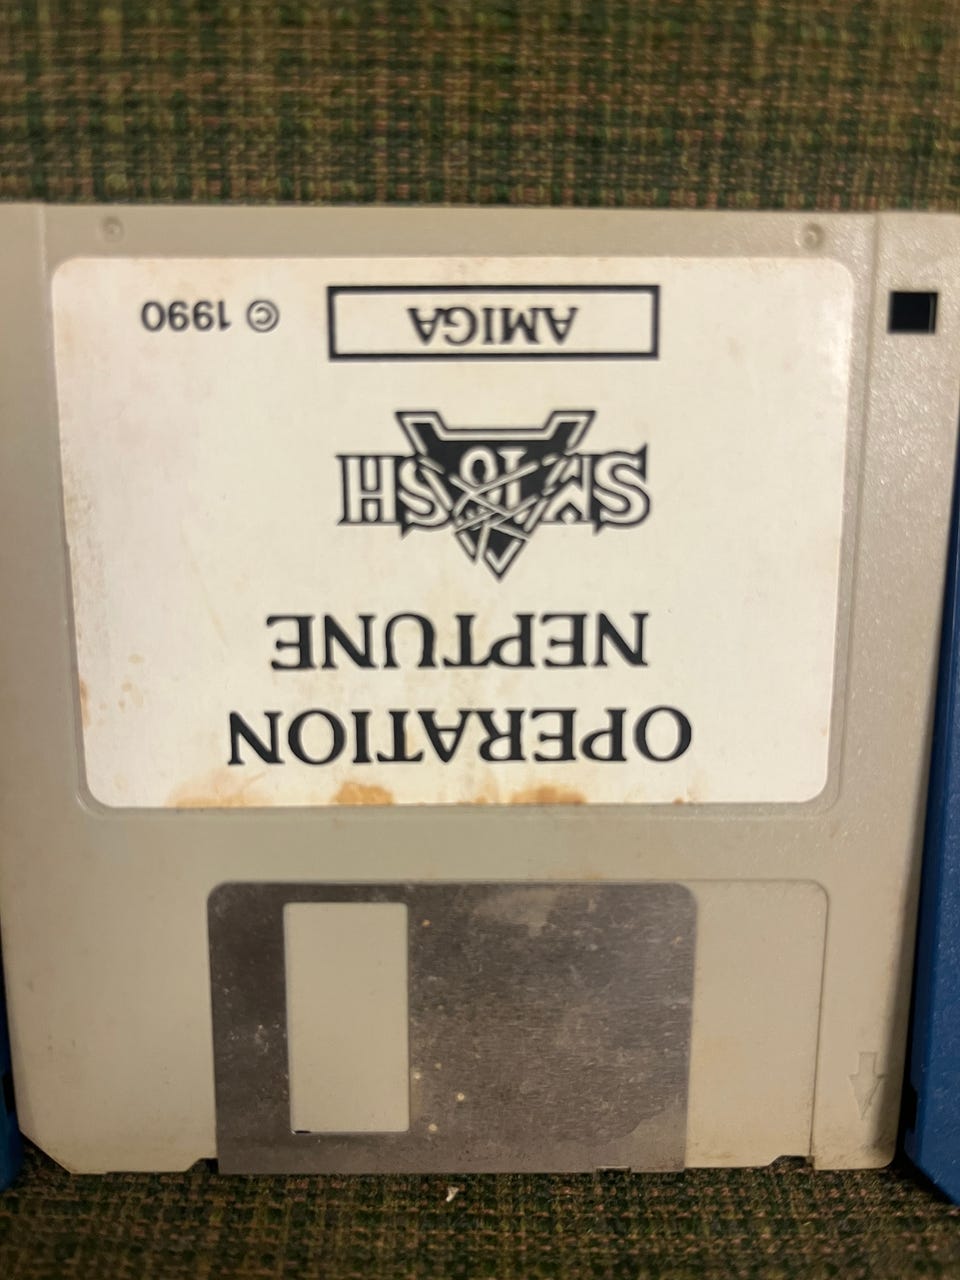 OPERATION
NEPTUNE
SMASH
16
AMIGA
© 1990